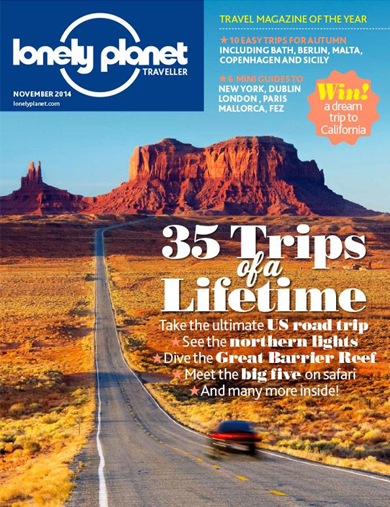 lonely planet
TRAVELLER
NOVEMBER 2014
lonelyplanet.com
TRAVEL MAGAZINE OF THE YEAR
★ 10 EASY TRIPS FOR AUTUMN
INCLUDING BATH, BERLIN, MALTA,
COPENHAGEN AND SICILY
★ 6 MINI GUIDES TO
NEW YORK, DUBLIN
LONDON , PARIS
MALLORCA, FEZ
Win!
a dream
trip to
California
35 Trips
of a
Lifetime
Take the ultimate US road trip
★ See the northern lights
★ Dive the Great Barrier Reef
★ Meet the big five on safari
★ And many more inside!